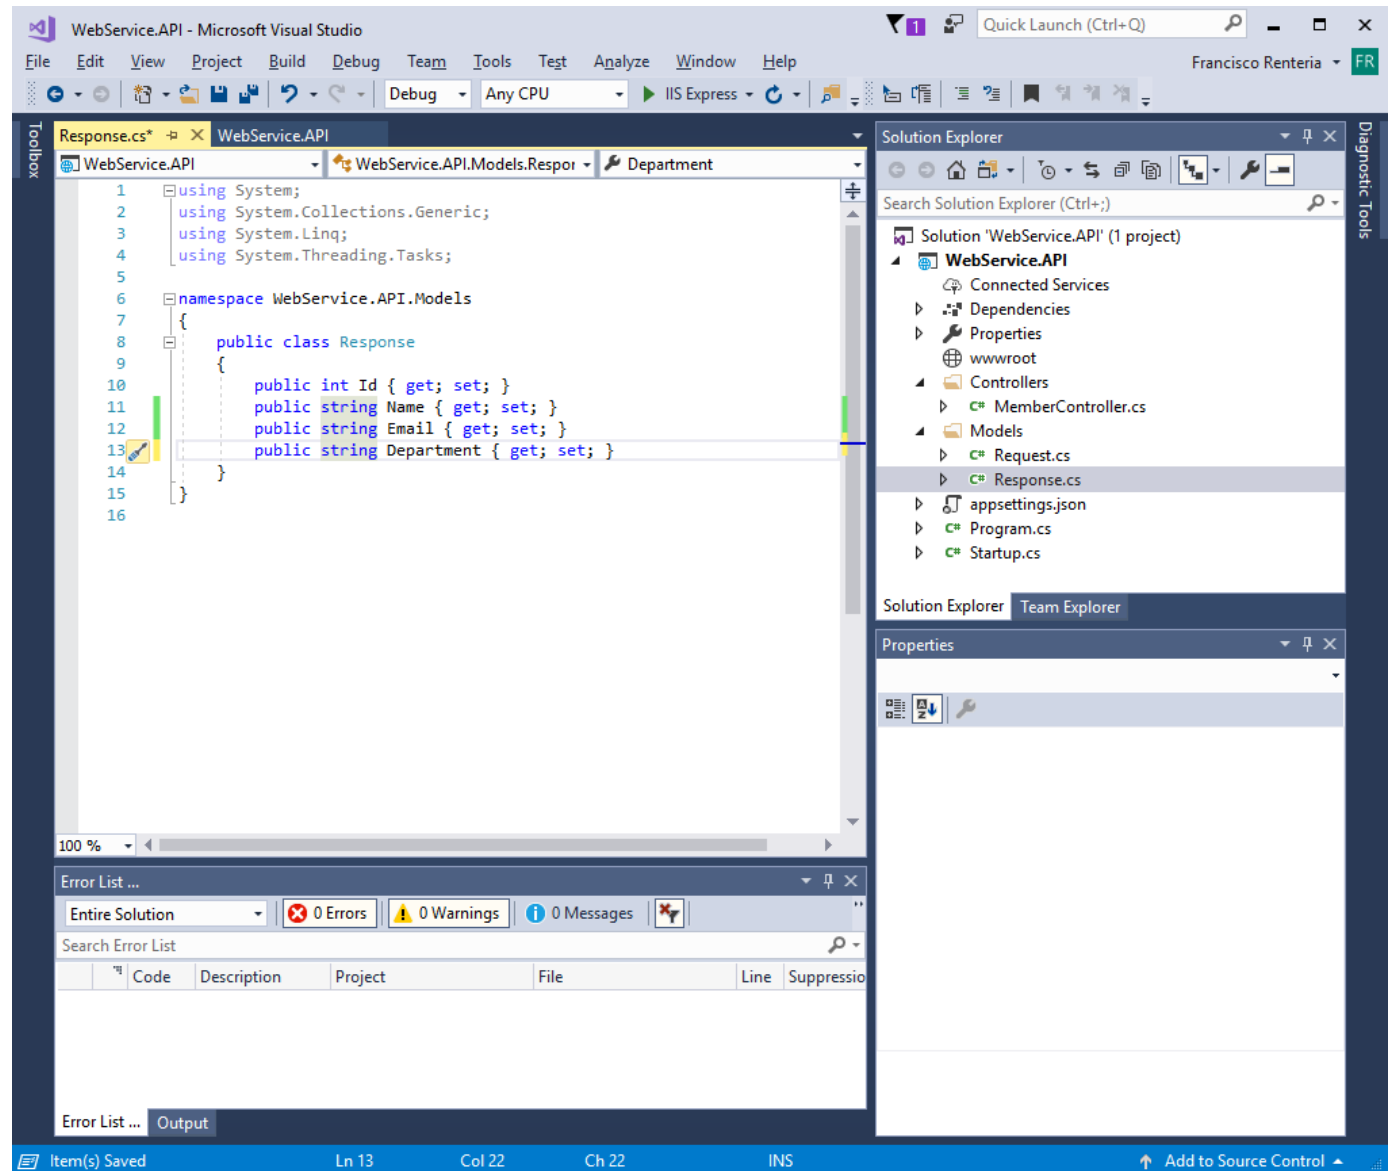 WebService.API - Microsoft Visual Studio
1
Quick Launch (Ctrl+Q)
File Edit View Project Build Debug Team Tools Test Analyze Window Help
Francisco Renteria FR
Debug Any CPU IIS Express
Toolbox
Response.cs* WebService.API
WebService.API WebService.API.Models.Respor Department
1 using System;
2 using System.Collections.Generic;
3 using System.Linq;
4 using System.Threading.Tasks;
5
6 namespace WebService.API.Models
7 {
8 public class Response
9 {
10 public int Id { get; set; }
11 public string Name { get; set; }
12 public string Email { get; set; }
13 public string Department { get; set; }
14 }
15 }
16
100 %
Error List ...
Entire Solution 0 Errors 0 Warnings 0 Messages
Search Error List
Code Description Project File Line Suppressio
Error List ... Output
Solution Explorer
Search Solution Explorer (Ctrl+;)
Solution 'WebService.API' (1 project)
WebService.API
Connected Services
Dependencies
Properties
wwwroot
Controllers
C# MemberController.cs
Models
C# Request.cs
C# Response.cs
appsettings.json
C# Program.cs
C# Startup.cs
Solution Explorer Team Explorer
Properties
Diagnostic Tools
Item(s) Saved Ln 13 Col 22 Ch 22 INS Add to Source Control